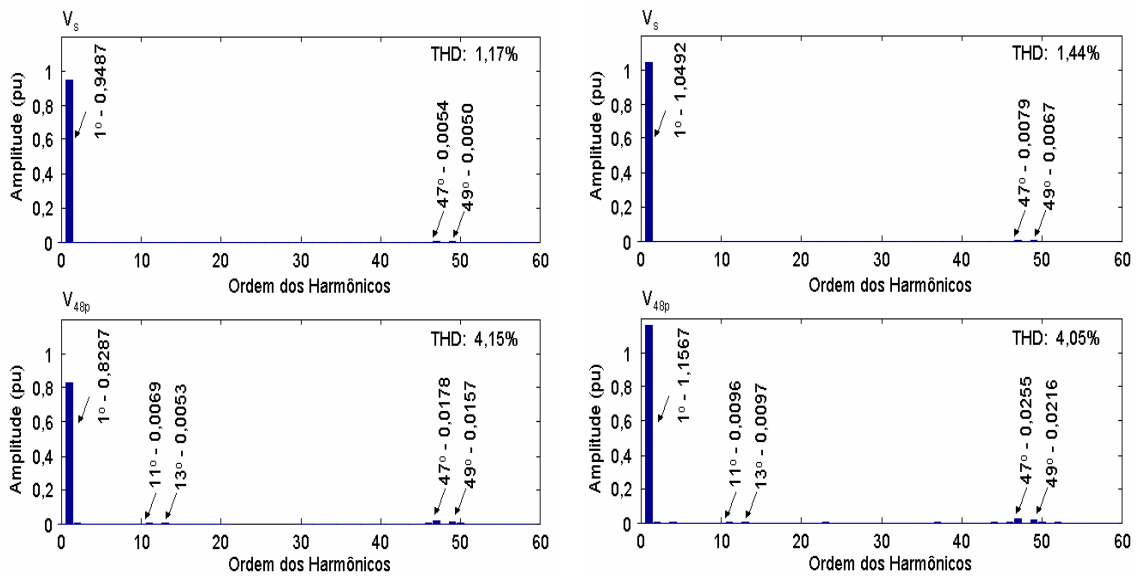 V_s
THD: 1,17%
1º - 0,9487
47º - 0,0054
49º - 0,0050
Amplitude (pu)
1
0,8
0,6
0,4
0,2
0
0 10 20 30 40 50 60
Ordem dos Harmônicos
V_s
THD: 1,44%
1º - 1,0492
47º - 0,0079
49º - 0,0067
Amplitude (pu)
1
0,8
0,6
0,4
0,2
0
0 10 20 30 40 50 60
Ordem dos Harmônicos
V_48p
THD: 4,15%
1º - 0,8287
11º - 0,0069
13º - 0,0053
47º - 0,0178
49º - 0,0157
Amplitude (pu)
1
0,8
0,6
0,4
0,2
0
0 10 20 30 40 50 60
Ordem dos Harmônicos
V_48p
THD: 4,05%
1º - 1,1567
11º - 0,0096
13º - 0,0097
47º - 0,0255
49º - 0,0216
Amplitude (pu)
1
0,8
0,6
0,4
0,2
0
0 10 20 30 40 50 60
Ordem dos Harmônicos